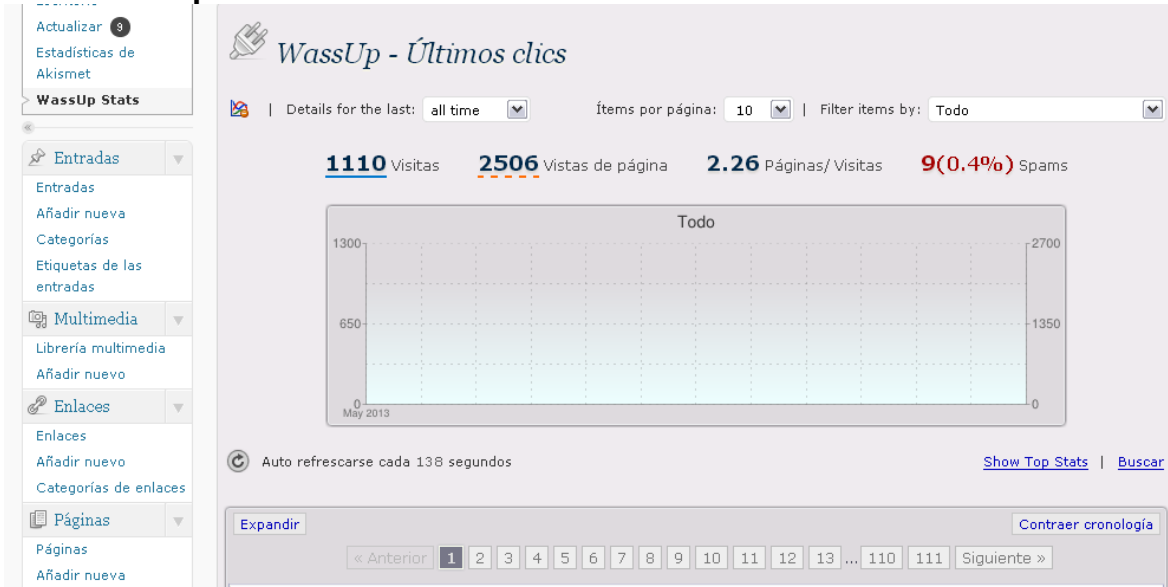 Actualizar 9
Estadísticas de
Akismet
WassUp Stats
Entradas
Entradas
Añadir nueva
Categorías
Etiquetas de las
entradas
Multimedia
Librería multimedia
Añadir nuevo
Enlaces
Enlaces
Añadir nuevo
Categorías de enlaces
Páginas
Páginas
Añadir nueva
WassUp - Últimos clics
| Details for the last: all time Ítems por página: 10 | Filter items by: Todo
1110 Visitas 2506 Vistas de página 2.26 Páginas/Visitas 9(0.4%) Spams
Todo
1300 2700
650 1350
0 0
May 2013
Auto refrescarse cada 138 segundos Show Top Stats | Buscar
Expandir Contraer cronología
« Anterior 1 2 3 4 5 6 7 8 9 10 11 12 13 ... 110 111 Siguiente »